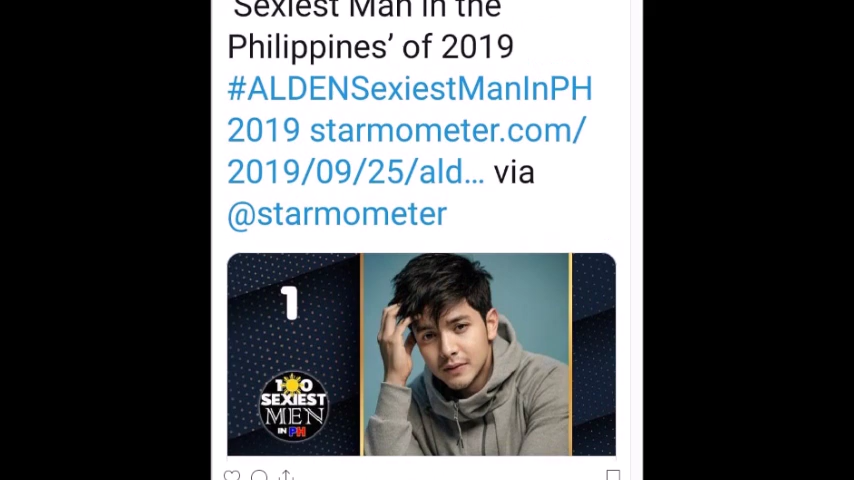 'Sexiest Man in the
Philippines' of 2019
#ALDENSexiestManInPH
2019 starmometer.com/
2019/09/25/ald… via
@starmometer
1
100
SEXIEST
MEN
IN PH